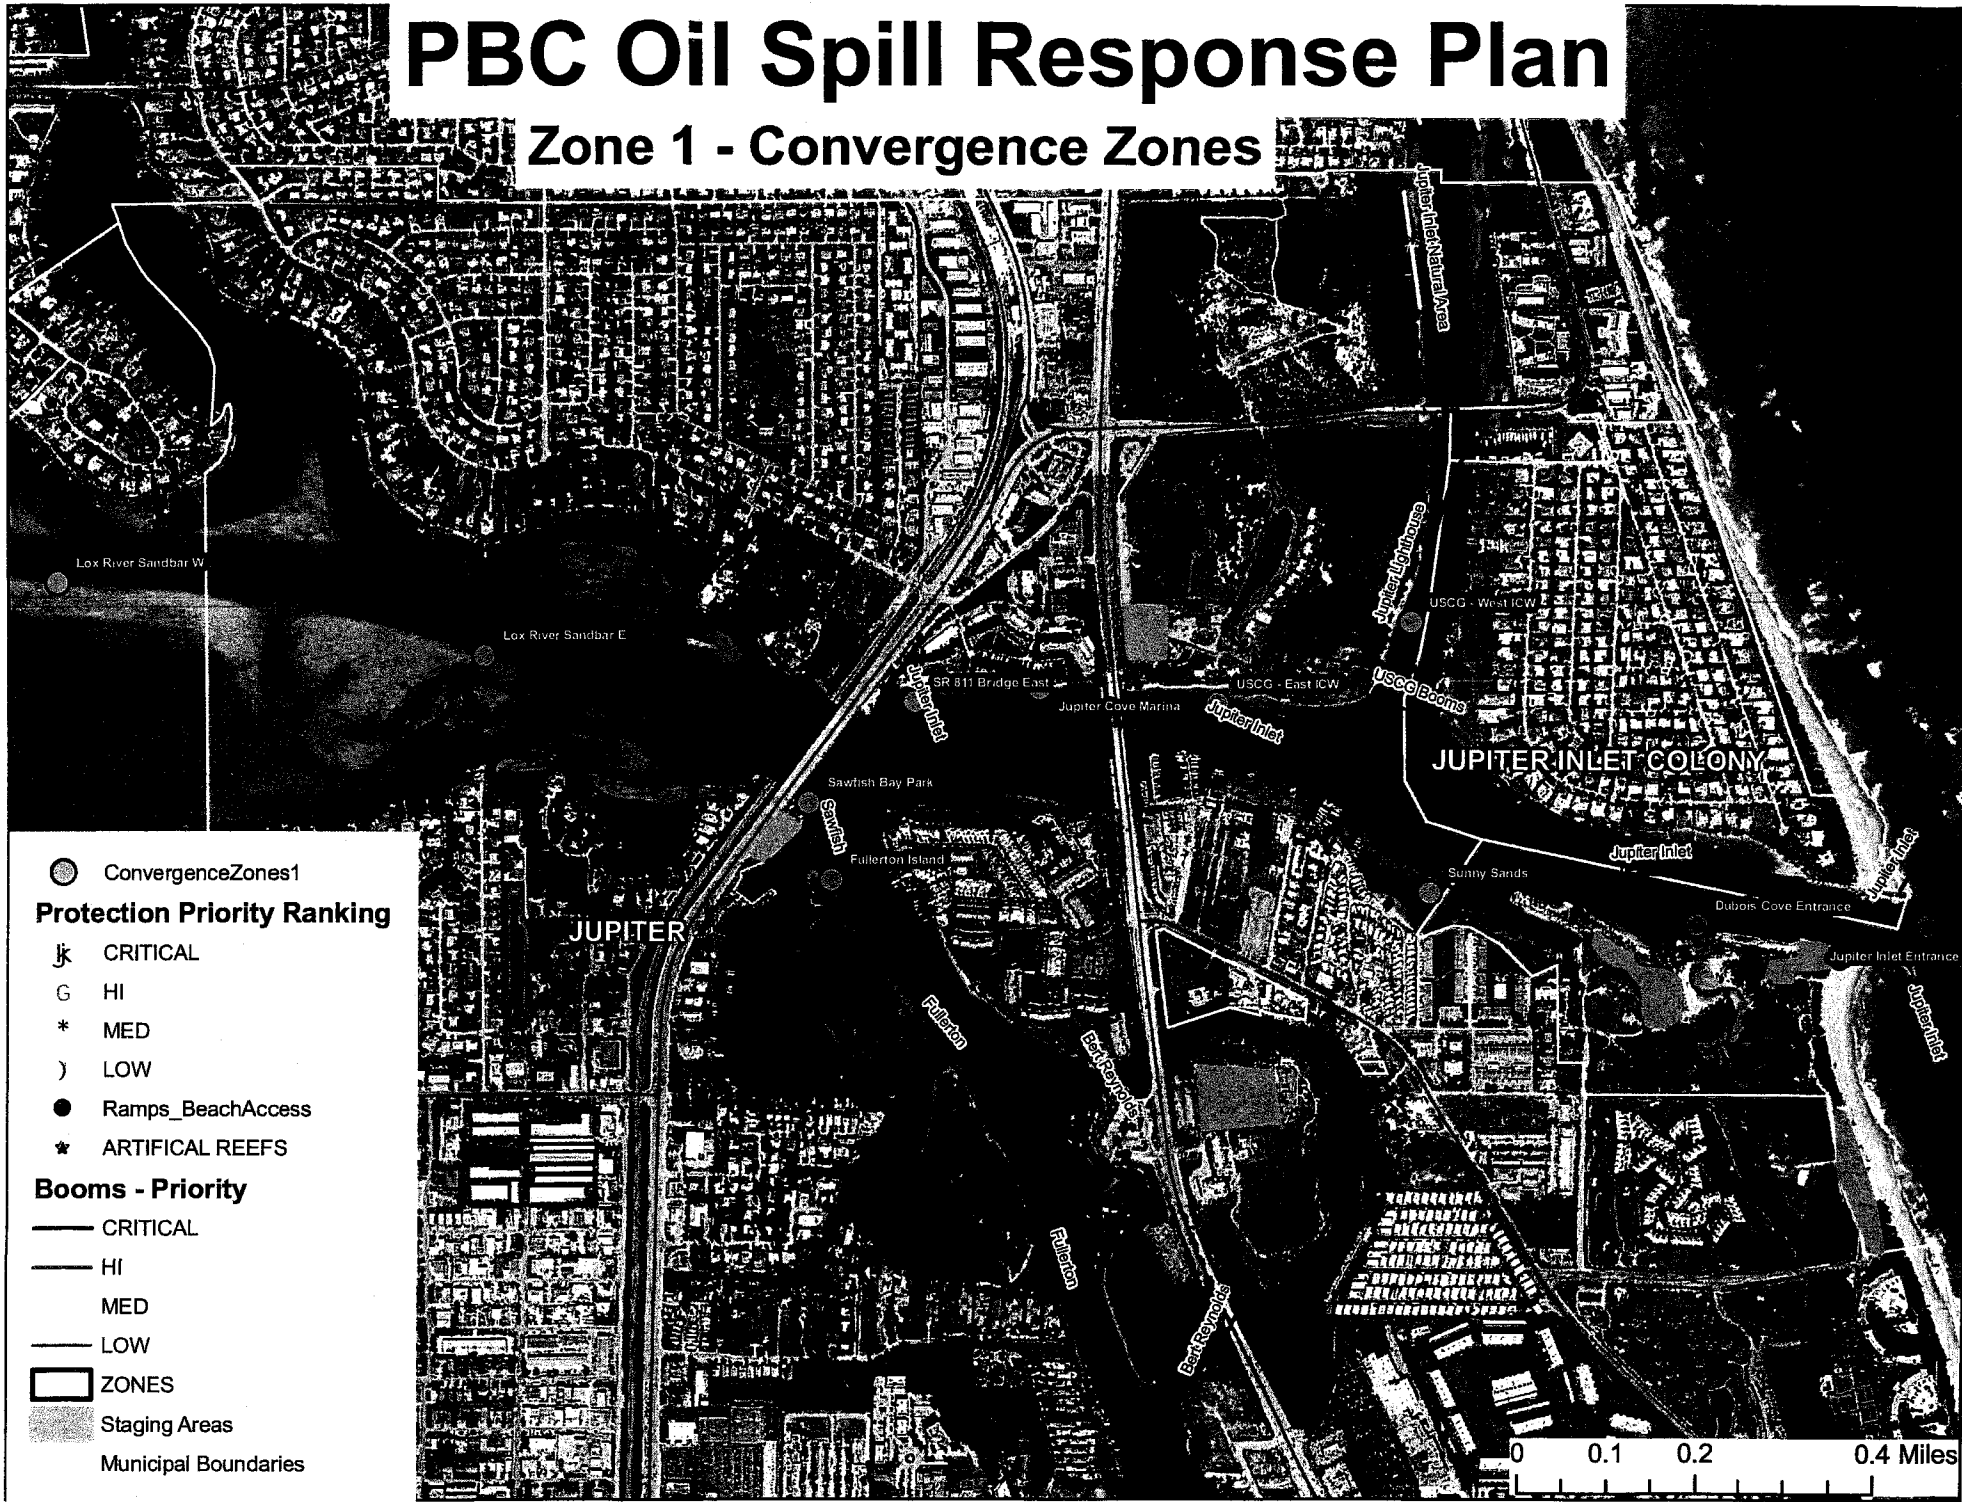 PBC Oil Spill Response Plan
Zone 1 - Convergence Zones
Jupiter Inlet Natural Area
Lox River Sandbar W
Lox River Sandbar E
Jupiter Lighthouse
USCG - West ICW
SR 811 Bridge East
Jupiter Inlet
USCG - East ICW
USCG Booms
Jupiter Cove Marina
Jupiter Inlet
JUPITER INLET COLONY
Sawfish Bay Park
Sawfish
Fullerton Island
Jupiter Inlet
Jupiter Inlet
Sunny Sands
Dubois Cove Entrance
JUPITER
Jupiter Inlet Entrance
Jupiter Inlet
Fullerton
Bert Reynolds
Fullerton
Bert Reynolds
ConvergenceZones1
Protection Priority Ranking
CRITICAL
G HI
* MED
) LOW
Ramps_BeachAccess
ARTIFICAL REEFS
Booms - Priority
CRITICAL
HI
MED
LOW
ZONES
Staging Areas
Municipal Boundaries
0 0.1 0.2 0.4 Miles